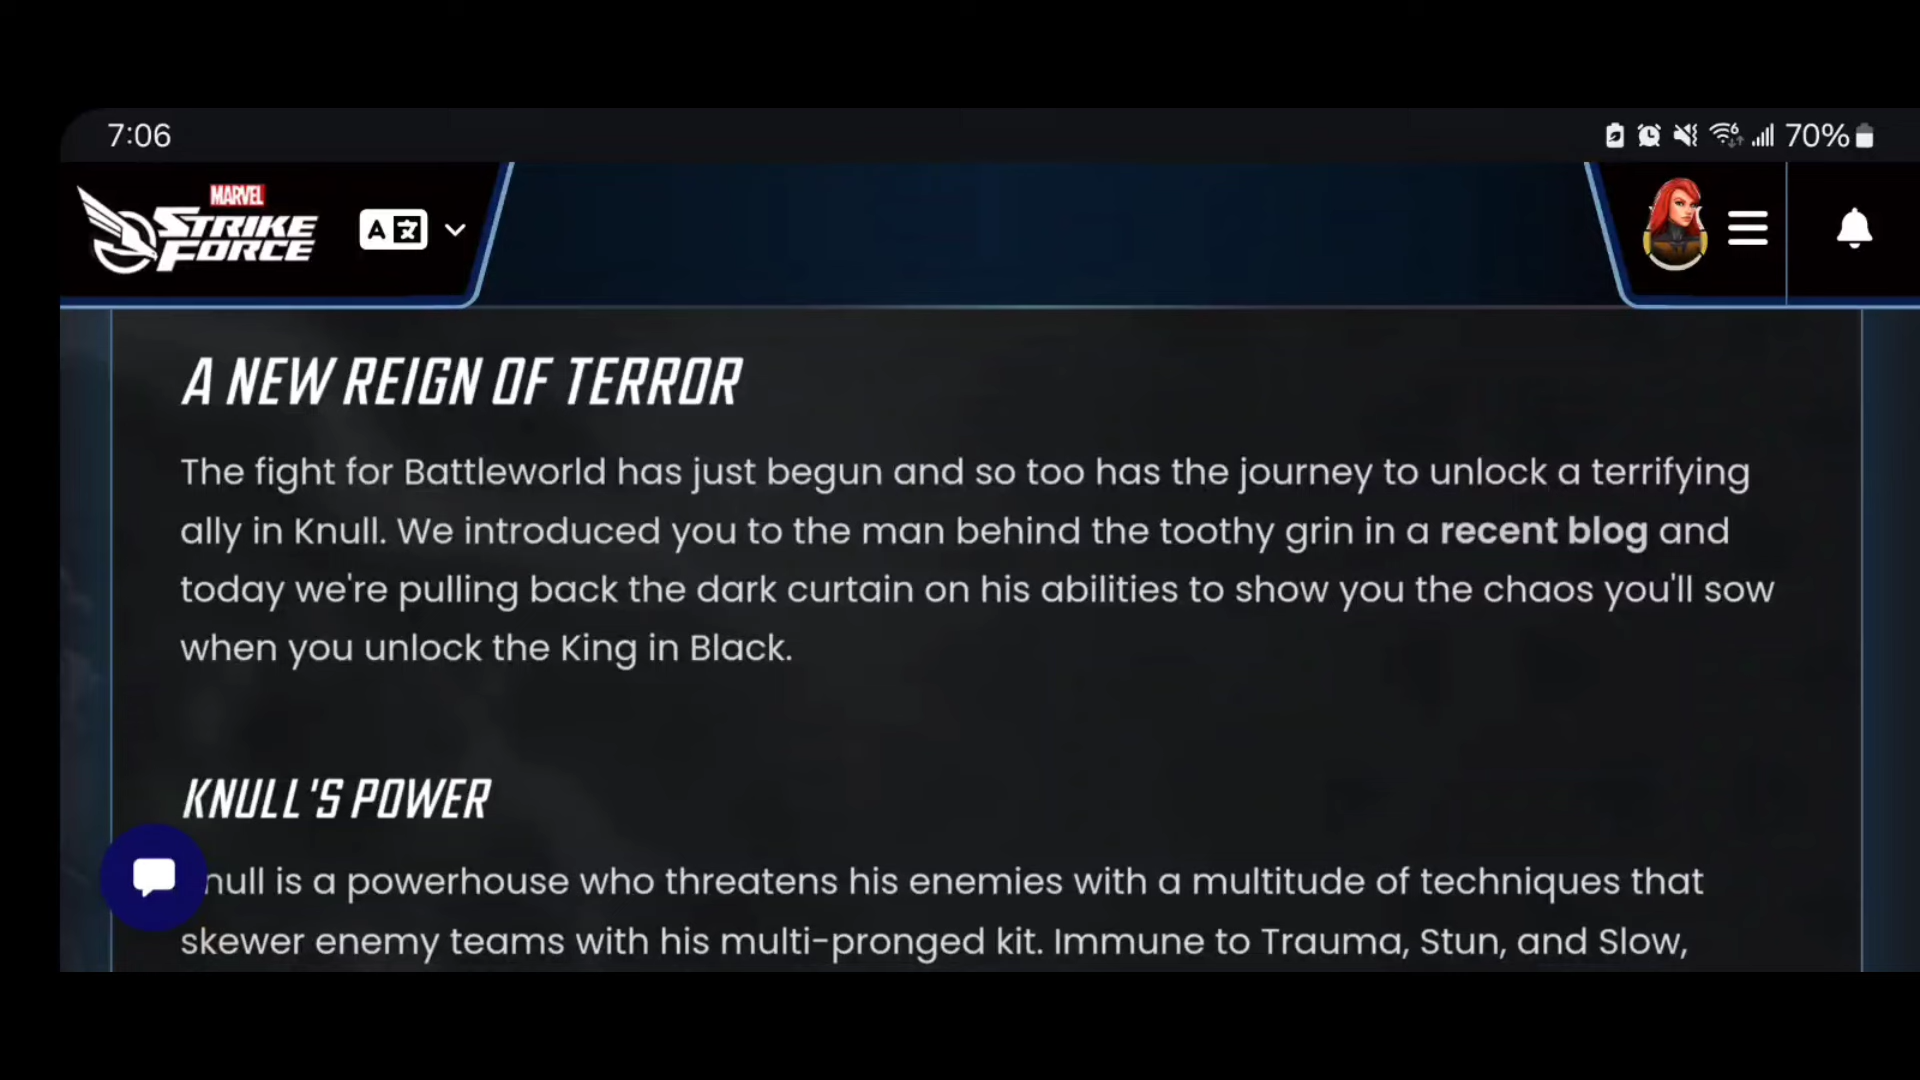 7:06
6
70%
MARVEL
STRIKE
FORCE
A 文
A NEW REIGN OF TERROR
The fight for Battleworld has just begun and so too has the journey to unlock a terrifying
ally in Knull. We introduced you to the man behind the toothy grin in a recent blog and
today we're pulling back the dark curtain on his abilities to show you the chaos you'll sow
when you unlock the King in Black.
KNULL'S POWER
null is a powerhouse who threatens his enemies with a multitude of techniques that
skewer enemy teams with his multi-pronged kit. Immune to Trauma, Stun, and Slow,